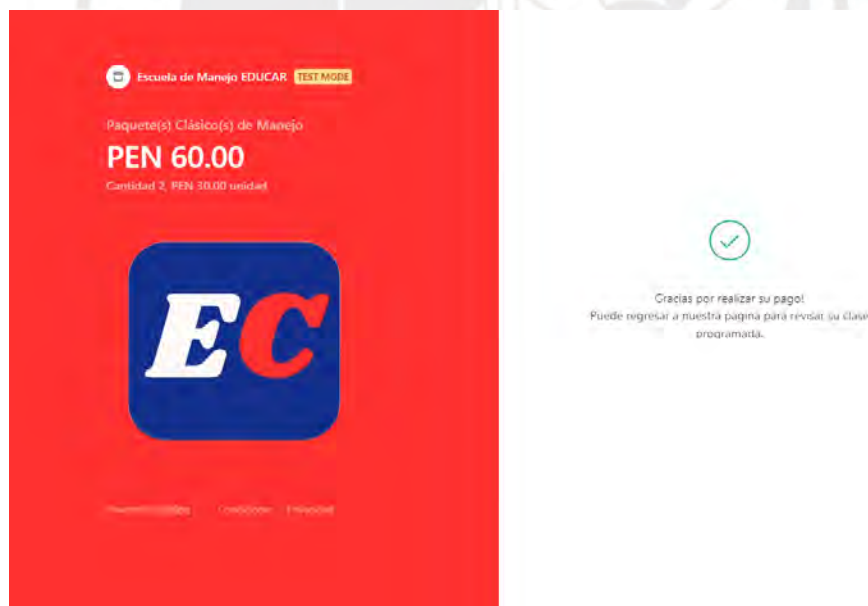 Escuela de Manejo EDUCAR TEST MODE
Paquete(s) Clásico(s) de Manejo
PEN 60.00
Cantidad 2, PEN 30.00 unidad
EC
Condiciones Privacidad
Gracias por realizar su pago!
Puede regresar a nuestra página para revisar su clase
programada.